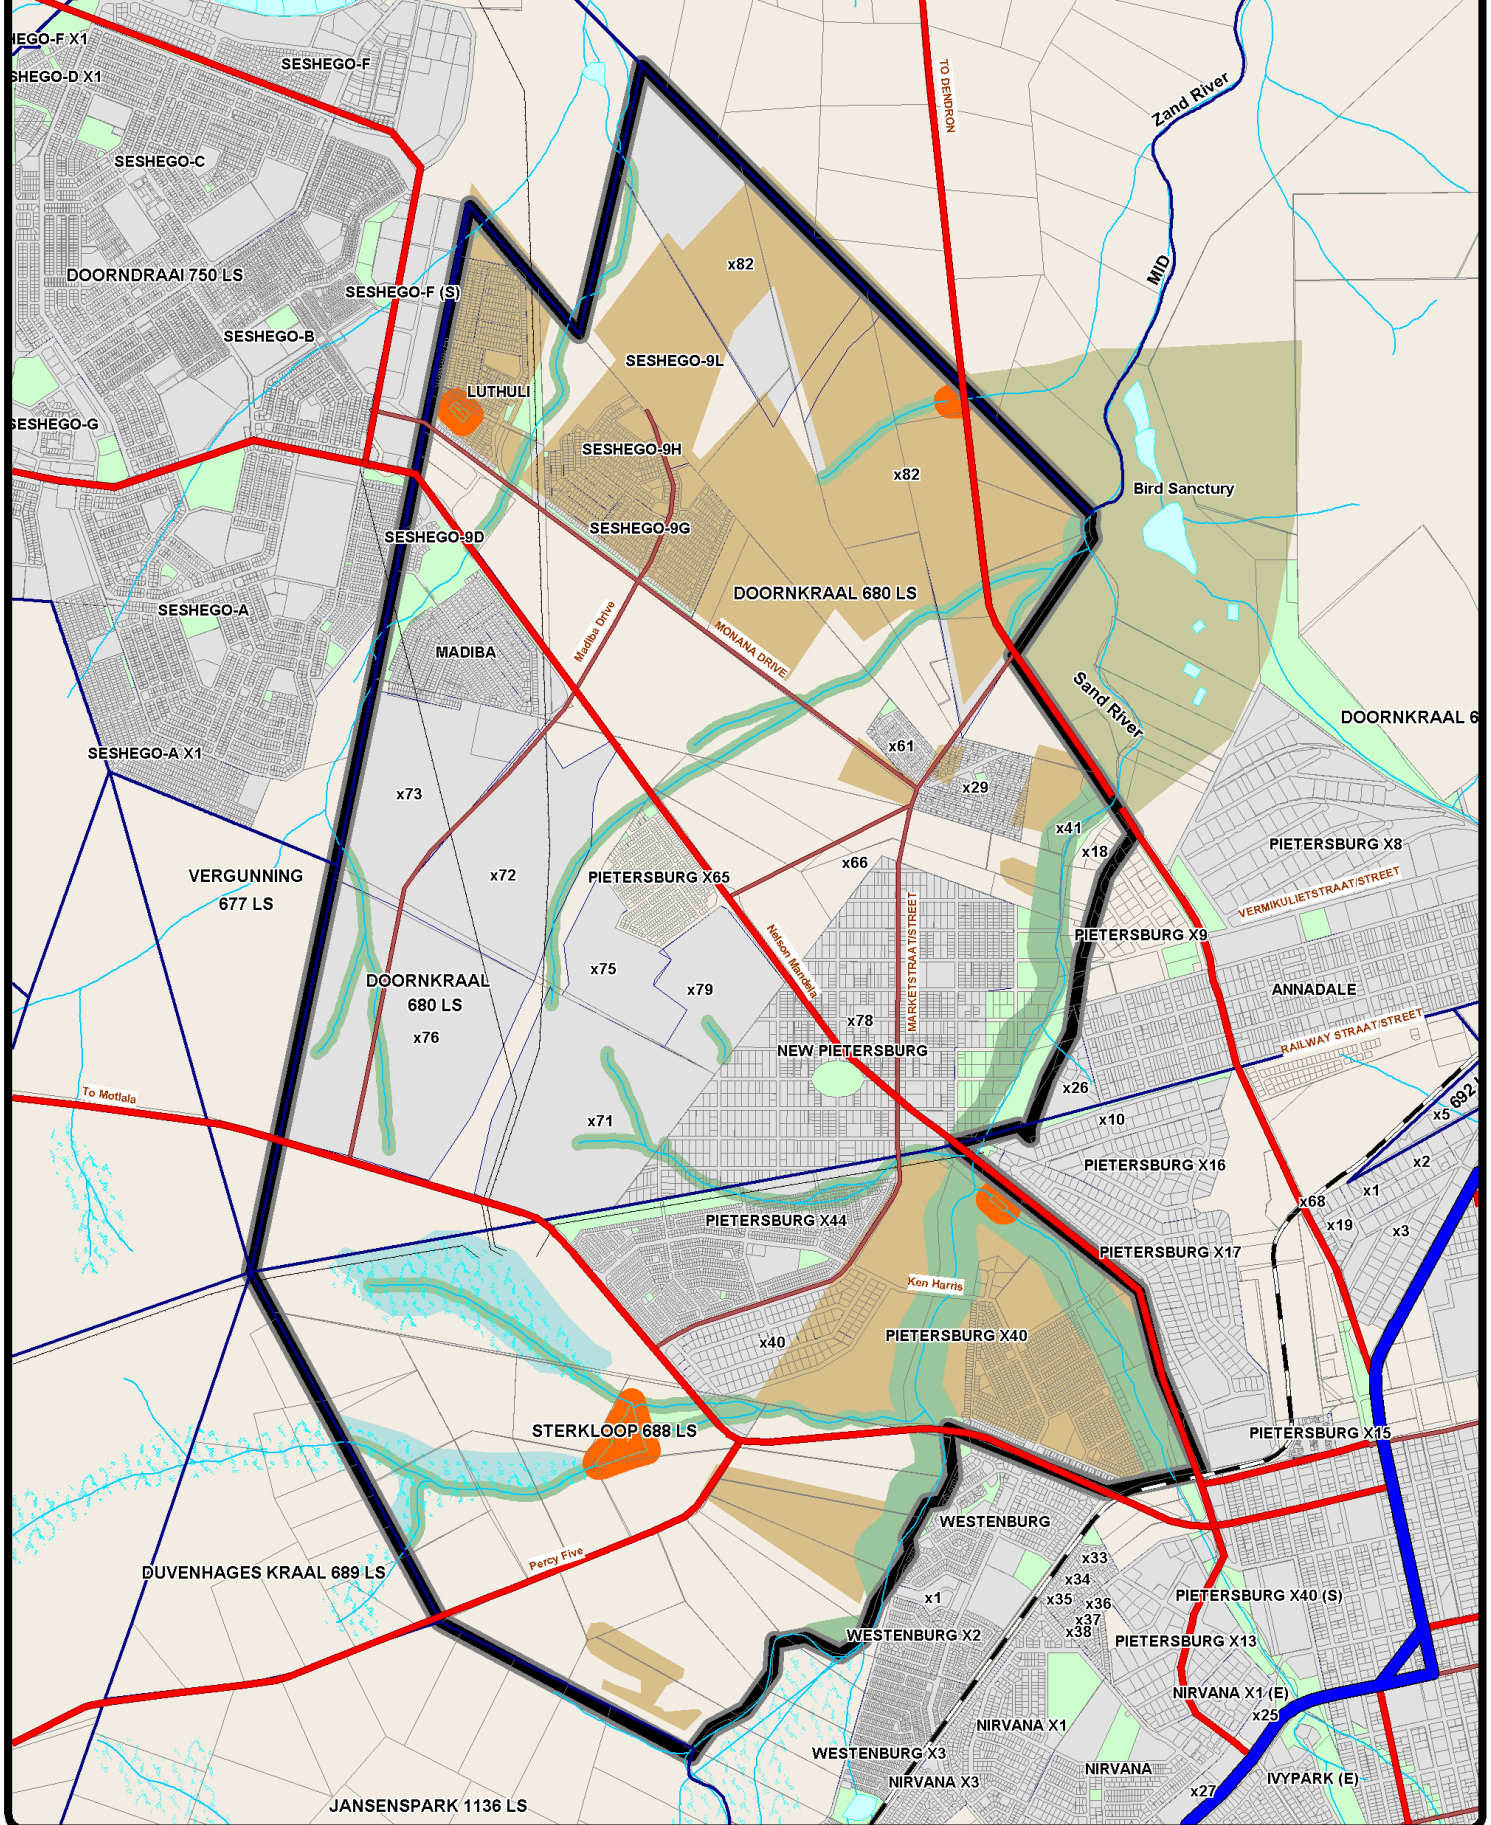 HEGO-F X1
SESHEGO-F
SHEGO-D X1
TO DENDRON
Zand River
SESHEGO-C
DOORNDRAAI 750 LS
x82
MID
SESHEGO-F (S)
SESHEGO-B
SESHEGO-9L
LUTHULI
SESHEGO-G
SESHEGO-9H
x82
Bird Sanctury
SESHEGO-9G
SESHEGO-9D
DOORNKRAAL 680 LS
SESHEGO-A
Madiba Drive
MONANA DRIVE
MADIBA
Sand River
DOORNKRAAL 6
x61
SESHEGO-A X1
x29
x73
x41
x18
PIETERSBURG X8
x66
VERGUNNING
677 LS
x72
PIETERSBURG X65
VERMIKULIETSTRAAT/STREET
MARKETSTRAAT/STREET
Nelson Mandela
PIETERSBURG X9
x75
DOORNKRAAL
680 LS
x79
ANNADALE
x78
x76
NEW PIETERSBURG
RAILWAY STRAAT/STREET
x26
To Motlala
x71
x10
692 L
x5
PIETERSBURG X16
x2
x1
x68
x19
x3
PIETERSBURG X44
PIETERSBURG X17
Ken Harris
PIETERSBURG X40
x40
STERKLOOP 688 LS
PIETERSBURG X15
WESTENBURG
Percy Five
DUVENHAGES KRAAL 689 LS
x33
x34
x35
x36
x37
x38
x1
PIETERSBURG X40 (S)
WESTENBURG X2
PIETERSBURG X13
NIRVANA X1 (E)
x25
NIRVANA X1
WESTENBURG X3
NIRVANA X3
NIRVANA
IVYPARK (E)
x27
JANSENSPARK 1136 LS